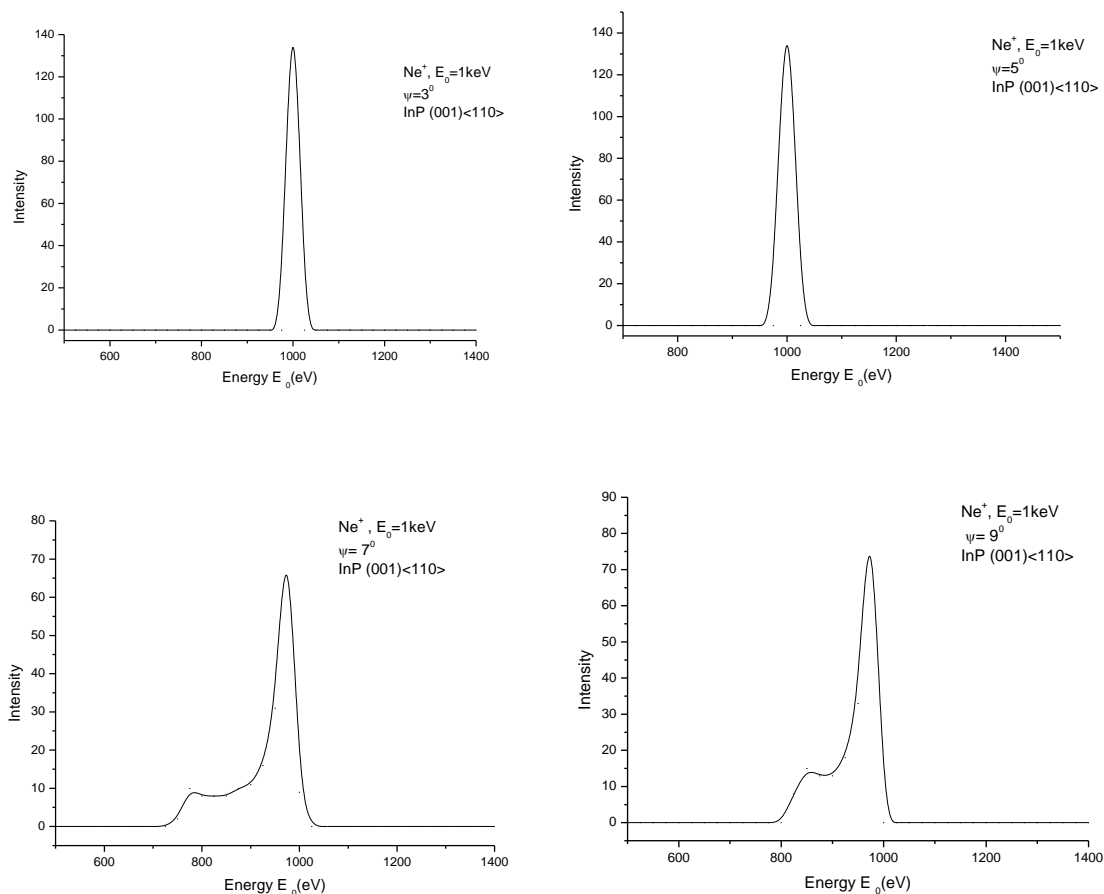 140
120
100
80
60
40
20
0
600 800 1000 1200 1400
Intensity
Energy E₀(eV)
Ne⁺, E₀=1keV
ψ=3⁰
InP (001)<110>
140
120
100
80
60
40
20
0
800 1000 1200 1400
Intensity
Energy E₀(eV)
Ne⁺, E₀=1keV
ψ=5⁰
InP (001)<110>
80
70
60
50
40
30
20
10
0
600 800 1000 1200 1400
Intensity
Energy E₀(eV)
Ne⁺ , E₀=1keV
ψ= 7⁰
InP (001)<110>
90
80
70
60
50
40
30
20
10
0
600 800 1000 1200 1400
Intensity
Energy E₀(eV)
Ne⁺, E₀=1keV
ψ= 9⁰
InP (001)<110>